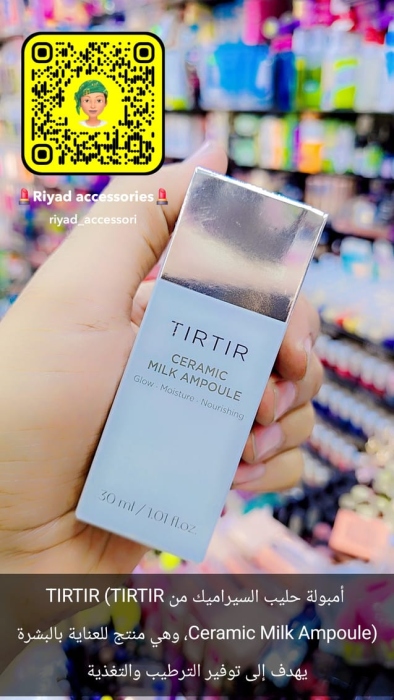 🚨Riyad accessories🚨
riyad_accessori
TIRTIR
CERAMIC
MILK AMPOULE
Glow - Moisture - Nourishing
30 ml / 1.01 fl.oz
أمبولة حليب السيراميك من TIRTIR (TIRTIR
Ceramic Milk Ampoule)، وهي منتج للعناية بالبشرة
يهدف إلى توفير الترطيب والتغذية